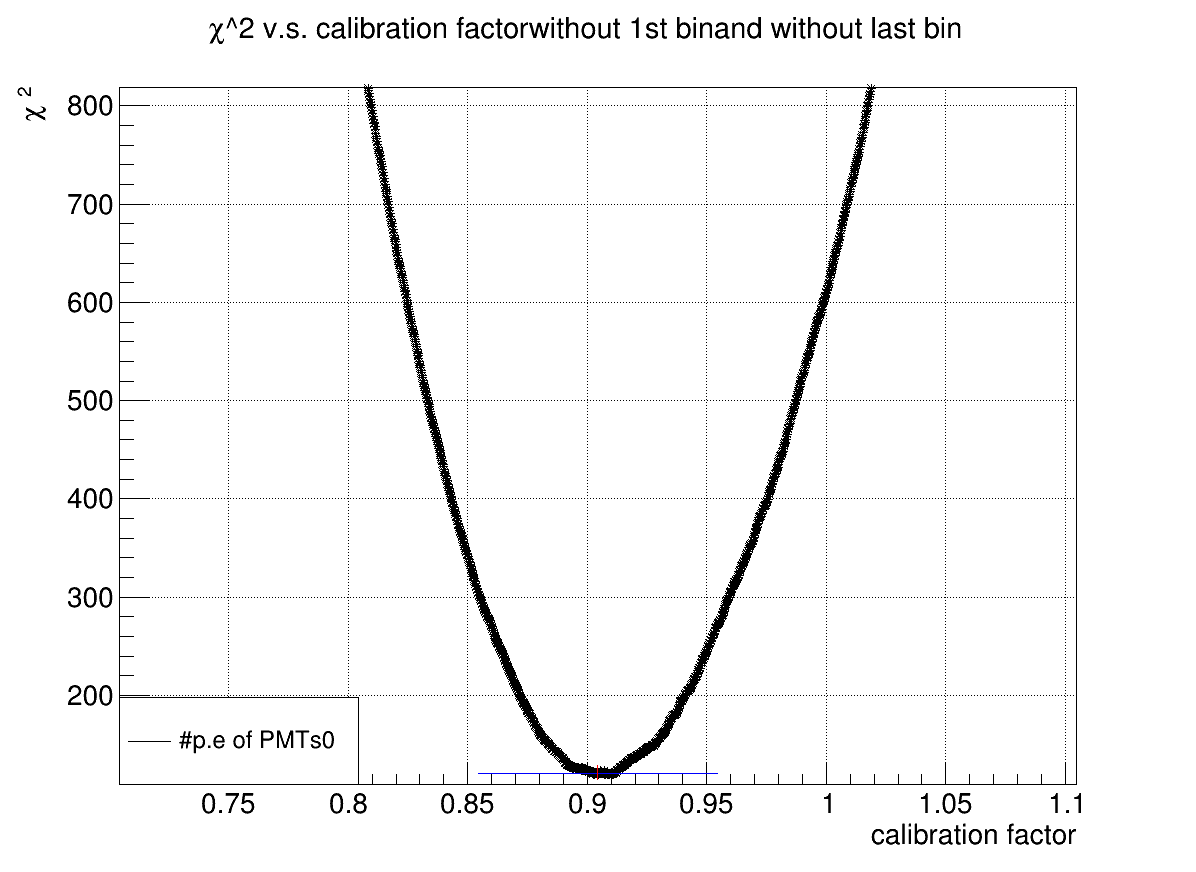 χ^2 v.s. calibration factorwithout 1st binand without last bin
χ 2
800
700
600
500
400
300
200
#p.e of PMTs0
0.75 0.8 0.85 0.9 0.95 1 1.05 1.1
calibration factor